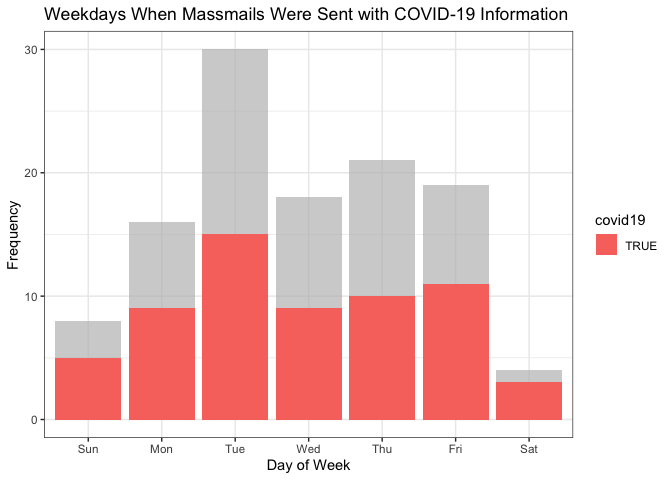 Weekdays When Massmails Were Sent with COVID-19 Information
30
20
10
0
Frequency
Sun Mon Tue Wed Thu Fri Sat
Day of Week
covid19
TRUE